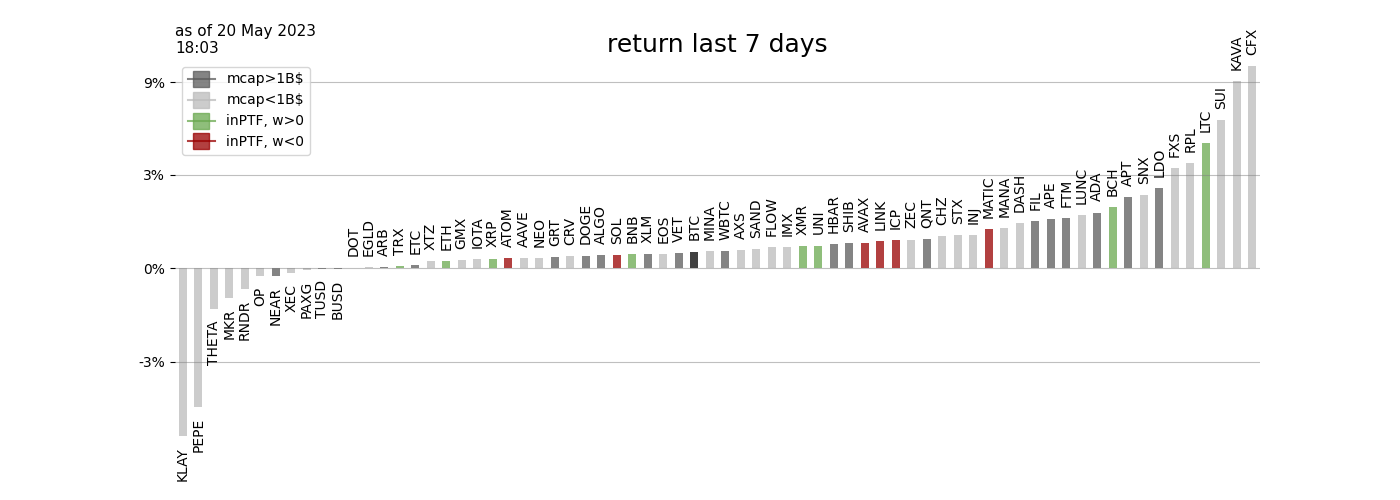 as of 20 May 2023
18:03
return last 7 days
mcap>1B$
mcap<1B$
inPTF, w>0
inPTF, w<0
9%
3%
0%
-3%
KLAY
PEPE
THETA
MKR
RNDR
OP
NEAR
XEC
PAXG
TUSD
BUSD
DOT
EGLD
ARB
TRX
ETC
XTZ
ETH
GMX
IOTA
XRP
ATOM
AAVE
NEO
GRT
CRV
DOGE
ALGO
SOL
BNB
XLM
EOS
VET
BTC
MINA
WBTC
AXS
SAND
FLOW
IMX
XMR
UNI
HBAR
SHIB
AVAX
LINK
ICP
ZEC
QNT
CHZ
STX
INJ
MATIC
MANA
DASH
FIL
APE
FTM
LUNC
ADA
BCH
APT
SNX
LDO
FXS
RPL
LTC
SUI
KAVA
CFX